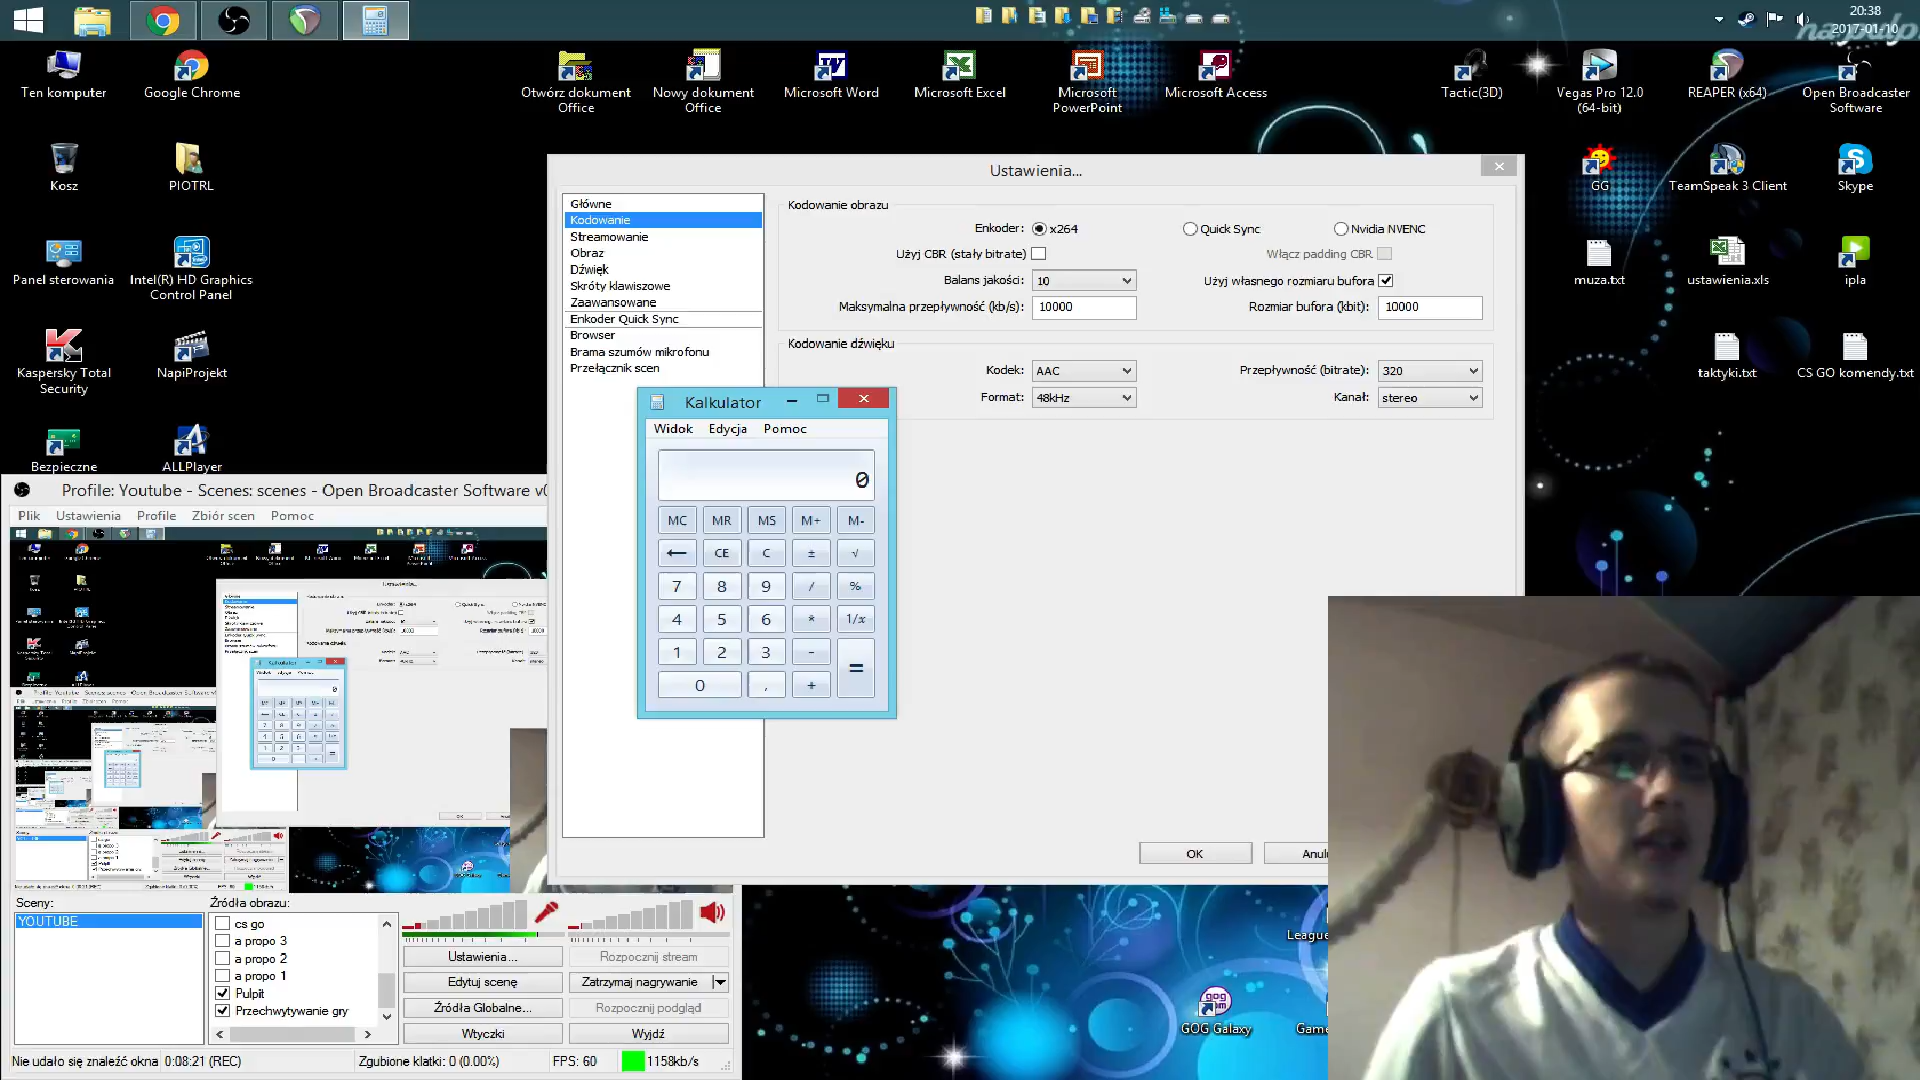 20:38
2017-01-10
Ten komputer
Google Chrome
Otwórz dokument
Office
Nowy dokument
Office
Microsoft Word
Microsoft Excel
Microsoft
PowerPoint
Microsoft Access
Tactic(3D)
Vegas Pro 12.0
(64-bit)
REAPER (x64)
Open Broadcaster
Software
Kosz
PIOTRL
GG
TeamSpeak 3 Client
Skype
Panel sterowania
Intel(R) HD Graphics
Control Panel
muza.txt
ustawienia.xls
ipla
Kaspersky Total
Security
NapiProjekt
taktyki.txt
CS GO komendy.txt
Bezpieczne
ALLPlayer
Ustawienia...
Główne
Kodowanie
Streamowanie
Obraz
Dźwięk
Skróty klawiszowe
Zaawansowane
Enkoder Quick Sync
Browser
Brama szumów mikrofonu
Przełącznik scen
Kodowanie obrazu
Enkoder: x264 Quick Sync Nvidia NVENC
Użyj CBR (stały bitrate) Włącz padding CBR
Balans jakości: 10 Użyj własnego rozmiaru bufora
Maksymalna przepływność (kb/s): 10000 Rozmiar bufora (kbit): 10000
Kodowanie dźwięku
Kodek: AAC Przepływność (bitrate): 320
Format: 48kHz Kanał: stereo
OK
Kalkulator
Widok Edycja Pomoc
0
MC MR MS M+ M-
← CE C ± √
7 8 9 / %
4 5 6 * 1/x
1 2 3 - =
0 , +
Profile: Youtube - Scenes: scenes - Open Broadcaster Software
Plik Ustawienia Profile Zbiór scen Pomoc
Sceny:
YOUTUBE
Źródła obrazu:
cs go
a propo 3
a propo 2
a propo 1
Pulpit
Przechwytywanie gry
Ustawienia... Rozpocznij stream
Edytuj scenę Zatrzymaj nagrywanie
Źródła Globalne... Rozpocznij podgląd
Wtyczki Wyjdź
Nie udało się znaleźć okna 0:08:21 (REC) Zgubione klatki: 0 (0.00%) FPS: 60 1158kb/s
League
GOG Galaxy
Game